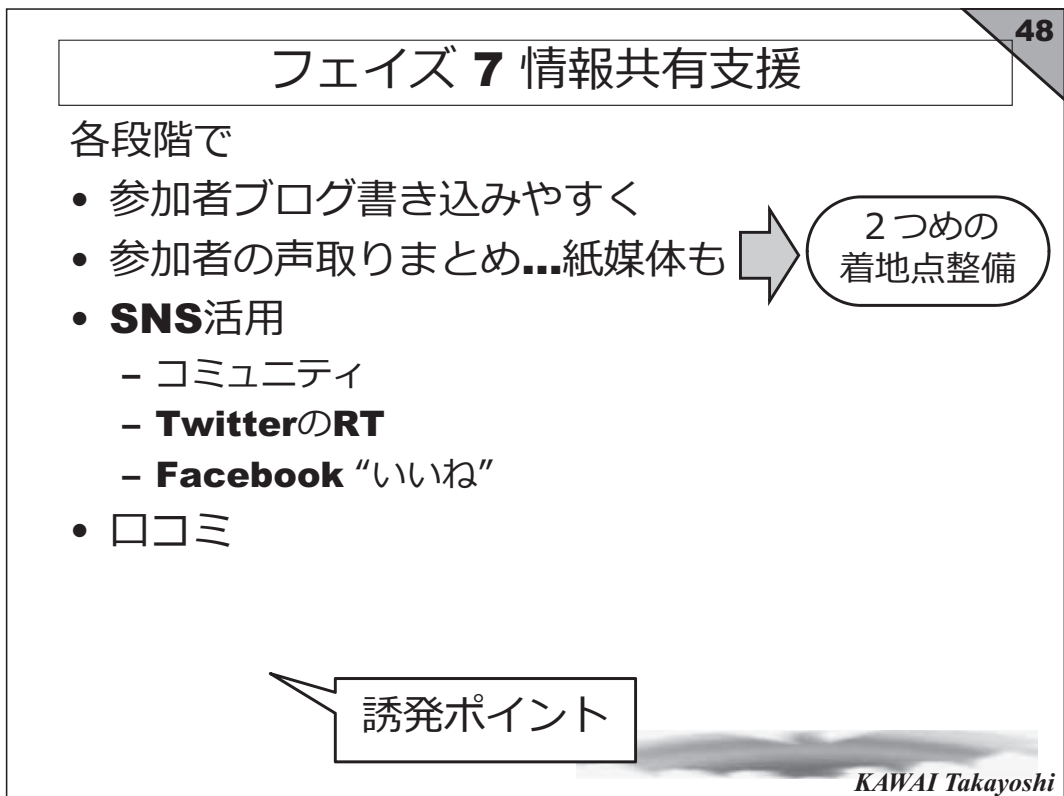 48
フェイズ 7 情報共有支援
各段階で
• 参加者ブログ書き込みやすく
• 参加者の声取りまとめ…紙媒体も
２つめの
着地点整備
• SNS活用
– コミュニティ
– TwitterのRT
– Facebook “いいね”
• 口コミ
誘発ポイント
KAWAI Takayoshi